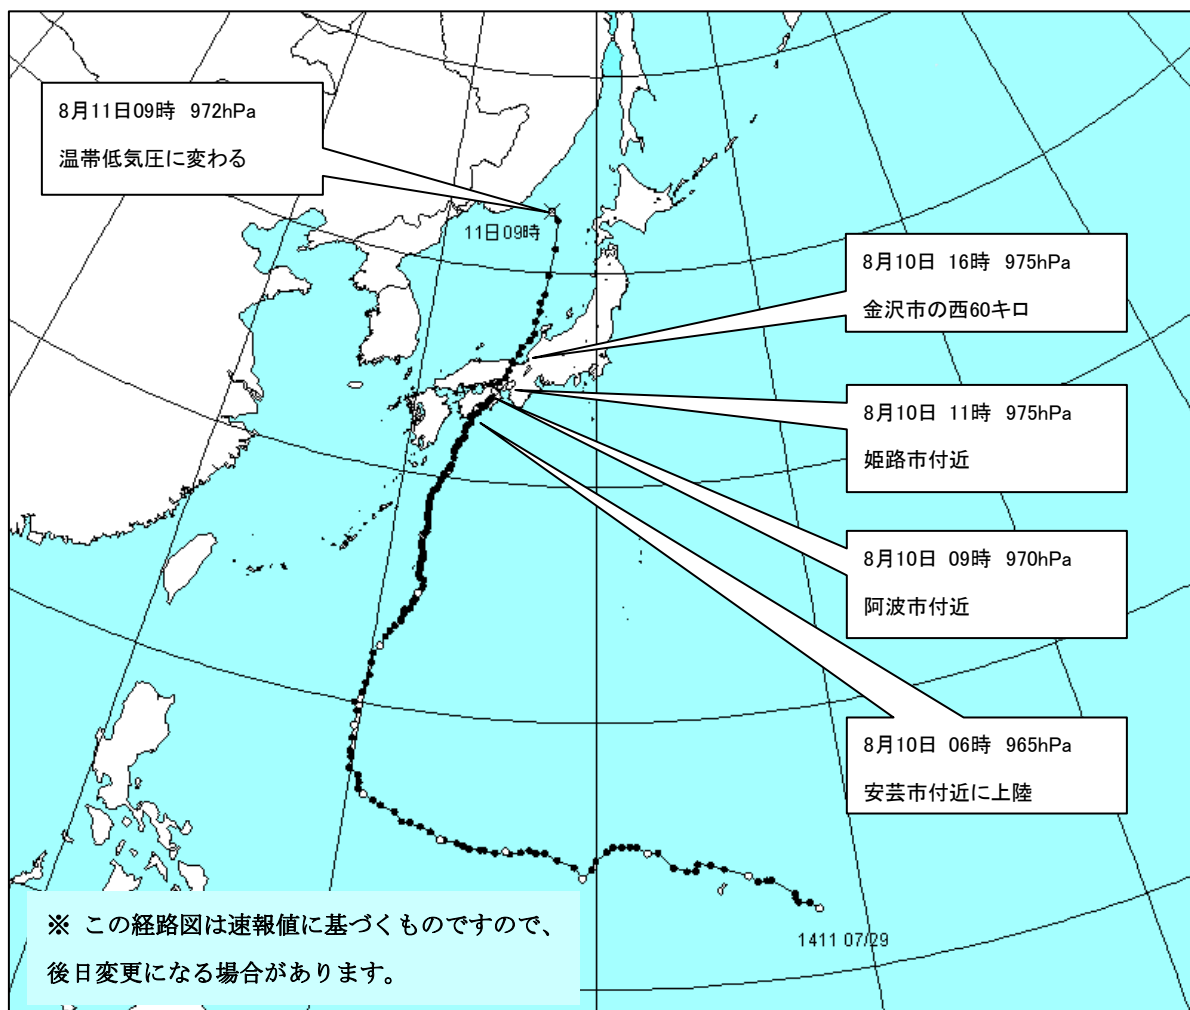 8月11日09時 972hPa
温帯低気圧に変わる
11日09時
8月10日 16時 975hPa
金沢市の西60キロ
8月10日 11時 975hPa
姫路市付近
8月10日 09時 970hPa
阿波市付近
8月10日 06時 965hPa
安芸市付近に上陸
1411 07/29
※ この経路図は速報値に基づくものですので、
後日変更になる場合があります。